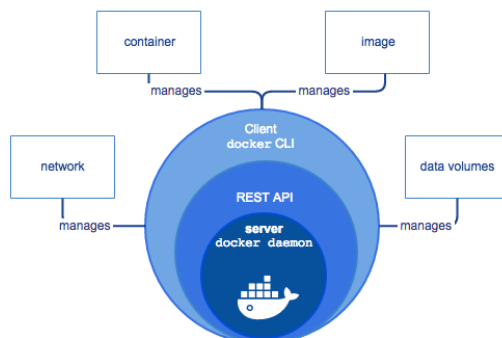 container
image
manages
manages
Client
docker CLI
network
data volumes
REST API
manages
server
manages
docker daemon